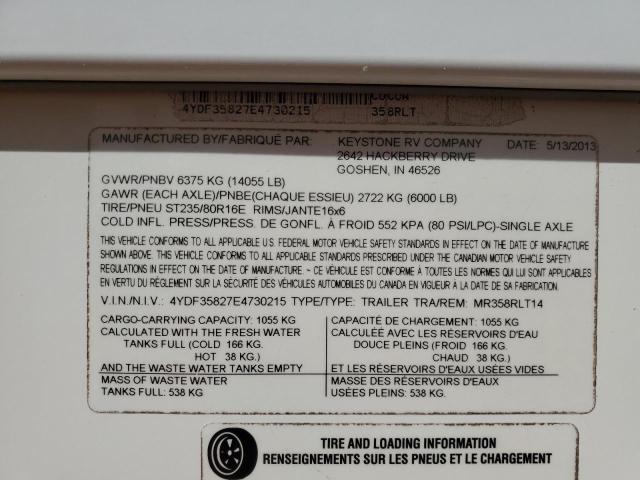 4YDF35827E4730215
358RLT
MANUFACTURED BY/FABRIQUÉ PAR: KEYSTONE RV COMPANY DATE: 5/13/2013
2642 HACKBERRY DRIVE
GOSHEN, IN 46526
GVWR/PNBV 6375 KG (14055 LB)
GAWR (EACH AXLE)/PNBE(CHAQUE ESSIEU) 2722 KG (6000 LB)
TIRE/PNEU ST235/80R16E RIMS/JANTE16x6
COLD INFL. PRESS/PRESS. DE GONFL. À FROID 552 KPA (80 PSI/LPC)-SINGLE AXLE
THIS VEHICLE CONFORMS TO ALL APPLICABLE U.S. FEDERAL MOTOR VEHICLE SAFETY STANDARDS IN EFFECT ON THE DATE OF MANUFACTURE
SHOWN ABOVE. THIS VEHICLE CONFORMS TO ALL APPLICABLE STANDARDS PRESCRIBED UNDER THE CANADIAN MOTOR VEHICLE SAFETY
REGULATIONS IN EFFECT ON THE DATE OF MANUFACTURE. - CE VÉHICULE EST CONFORME À TOUTES LES NORMES QUI LUI SONT APPLICABLES
EN VERTU DU RÉGLEMENT SUR LA SÉCURITÉ DES VÉHICULES AUTOMOBILES DU CANADA EN VIGUEUR À LA DATE DE SA FABRICATION
V.I.N./N.I.V.: 4YDF35827E4730215 TYPE/TYPE: TRAILER TRA/REM: MR358RLT14
CARGO-CARRYING CAPACITY: 1055 KG
CALCULATED WITH THE FRESH WATER
TANKS FULL (COLD 166 KG.
HOT 38 KG.)
AND THE WASTE WATER TANKS EMPTY
MASS OF WASTE WATER
TANKS FULL: 538 KG
CAPACITÉ DE CHARGEMENT: 1055 KG
CALCULÉE AVEC LES RÉSERVOIRS D'EAU
DOUCE PLEINS (FROID 166 KG.
CHAUD 38 KG.)
ET LES RÉSERVOIRS D'EAUX USÉES VIDES
MASSE DES RÉSERVOIRS D'EAUX
USÉES PLEINS: 538 KG.
TIRE AND LOADING INFORMATION
RENSEIGNEMENTS SUR LES PNEUS ET LE CHARGEMENT